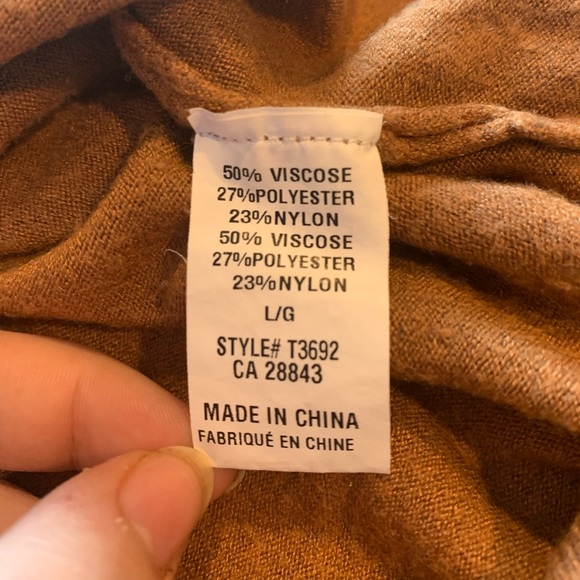 50% VISCOSE
27%POLYESTER
23%NYLON
50% VISCOSE
27%POLYESTER
23%NYLON
L/G
STYLE# T3692
CA 28843
MADE IN CHINA
FABRIQUÉ EN CHINE